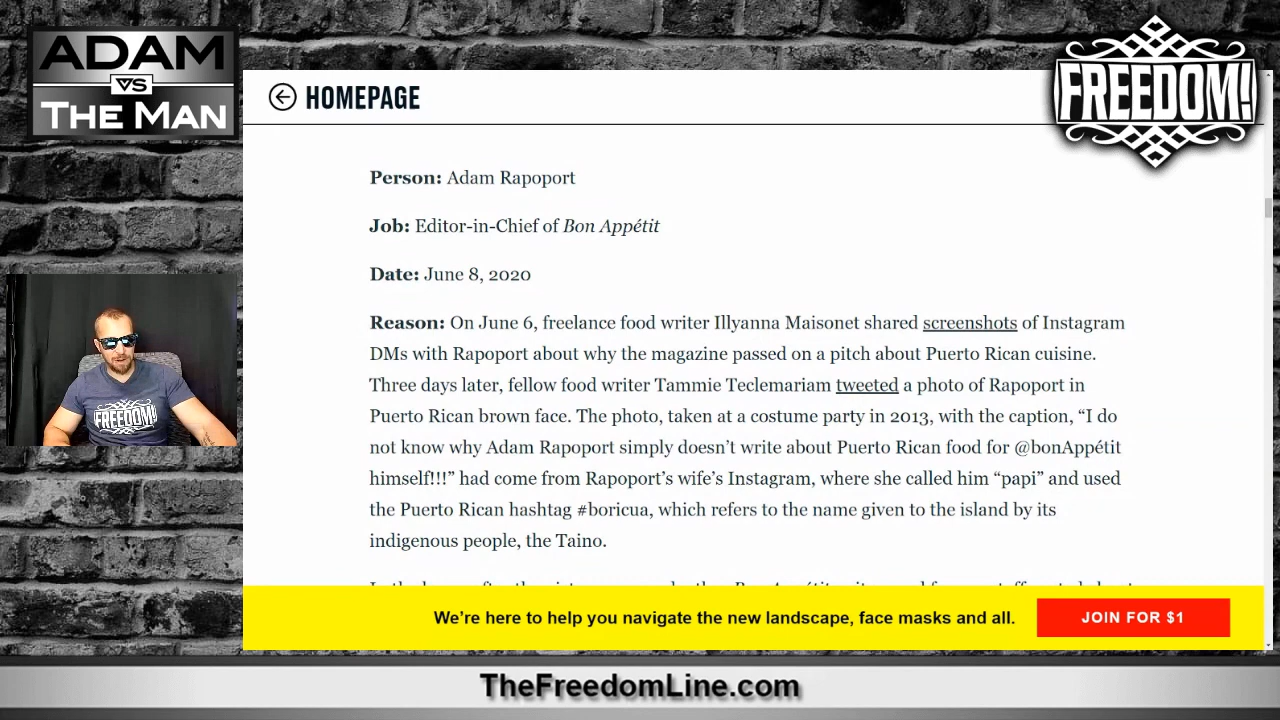 ADAM
VS
THE MAN
FREEDOM!
HOMEPAGE
Person: Adam Rapoport
Job: Editor-in-Chief of Bon Appétit
Date: June 8, 2020
Reason: On June 6, freelance food writer Illyanna Maisonet shared screenshots of Instagram
DMs with Rapoport about why the magazine passed on a pitch about Puerto Rican cuisine.
Three days later, fellow food writer Tammie Teclemariam tweeted a photo of Rapoport in
Puerto Rican brown face. The photo, taken at a costume party in 2013, with the caption, “I do
not know why Adam Rapoport simply doesn’t write about Puerto Rican food for @bonAppétit
himself!!!” had come from Rapoport’s wife’s Instagram, where she called him “papi” and used
the Puerto Rican hashtag #boricua, which refers to the name given to the island by its
indigenous people, the Taino.
FREEDOM!
We’re here to help you navigate the new landscape, face masks and all.
JOIN FOR $1
TheFreedomLine.com